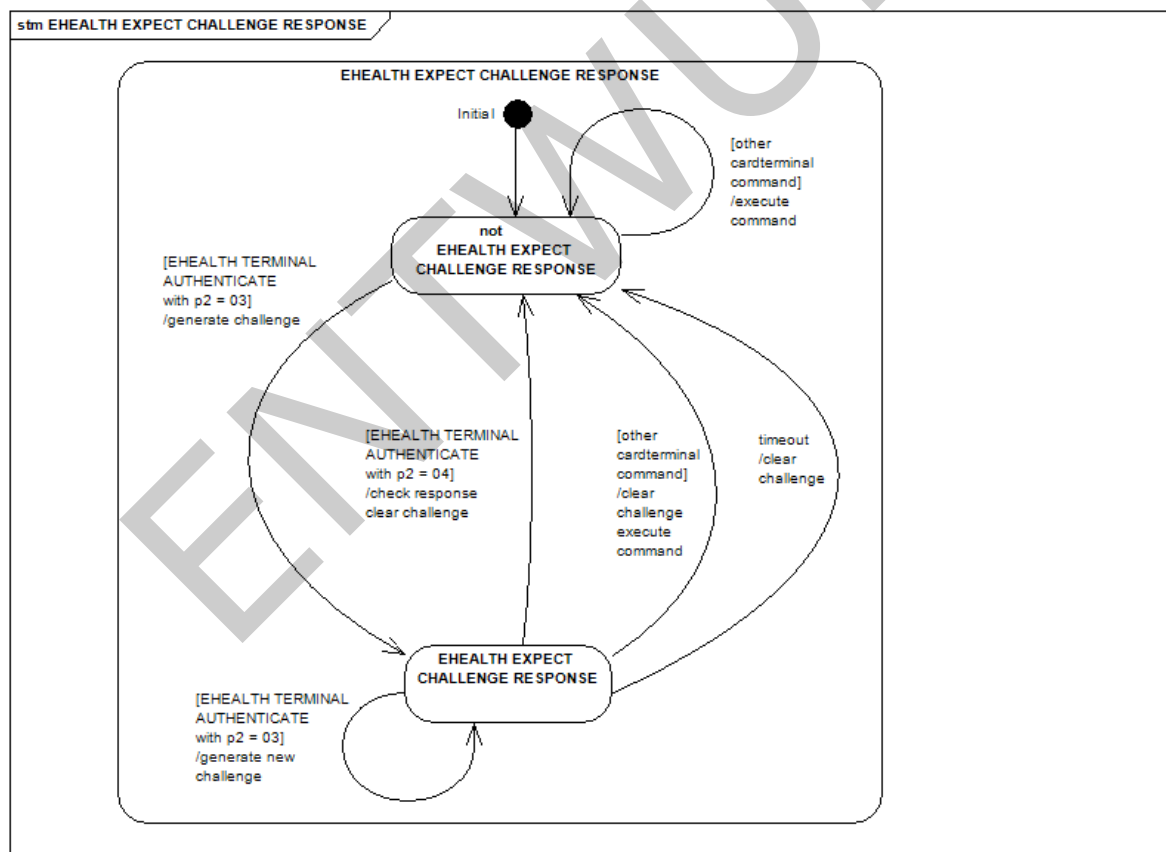 stm EHEALTH EXPECT CHALLENGE RESPONSE
EHEALTH EXPECT CHALLENGE RESPONSE
Initial
[other
cardterminal
command]
/execute
command
not
EHEALTH EXPECT
CHALLENGE RESPONSE
[EHEALTH TERMINAL
AUTHENTICATE
with p2 = 03]
/generate challenge
[EHEALTH TERMINAL
AUTHENTICATE
with p2 = 04]
/check response
clear challenge
[other
cardterminal
command]
/clear
challenge
execute
command
timeout
/clear
challenge
EHEALTH EXPECT
CHALLENGE RESPONSE
[EHEALTH TERMINAL
AUTHENTICATE
with p2 = 03]
/generate new
challenge
ENTWU